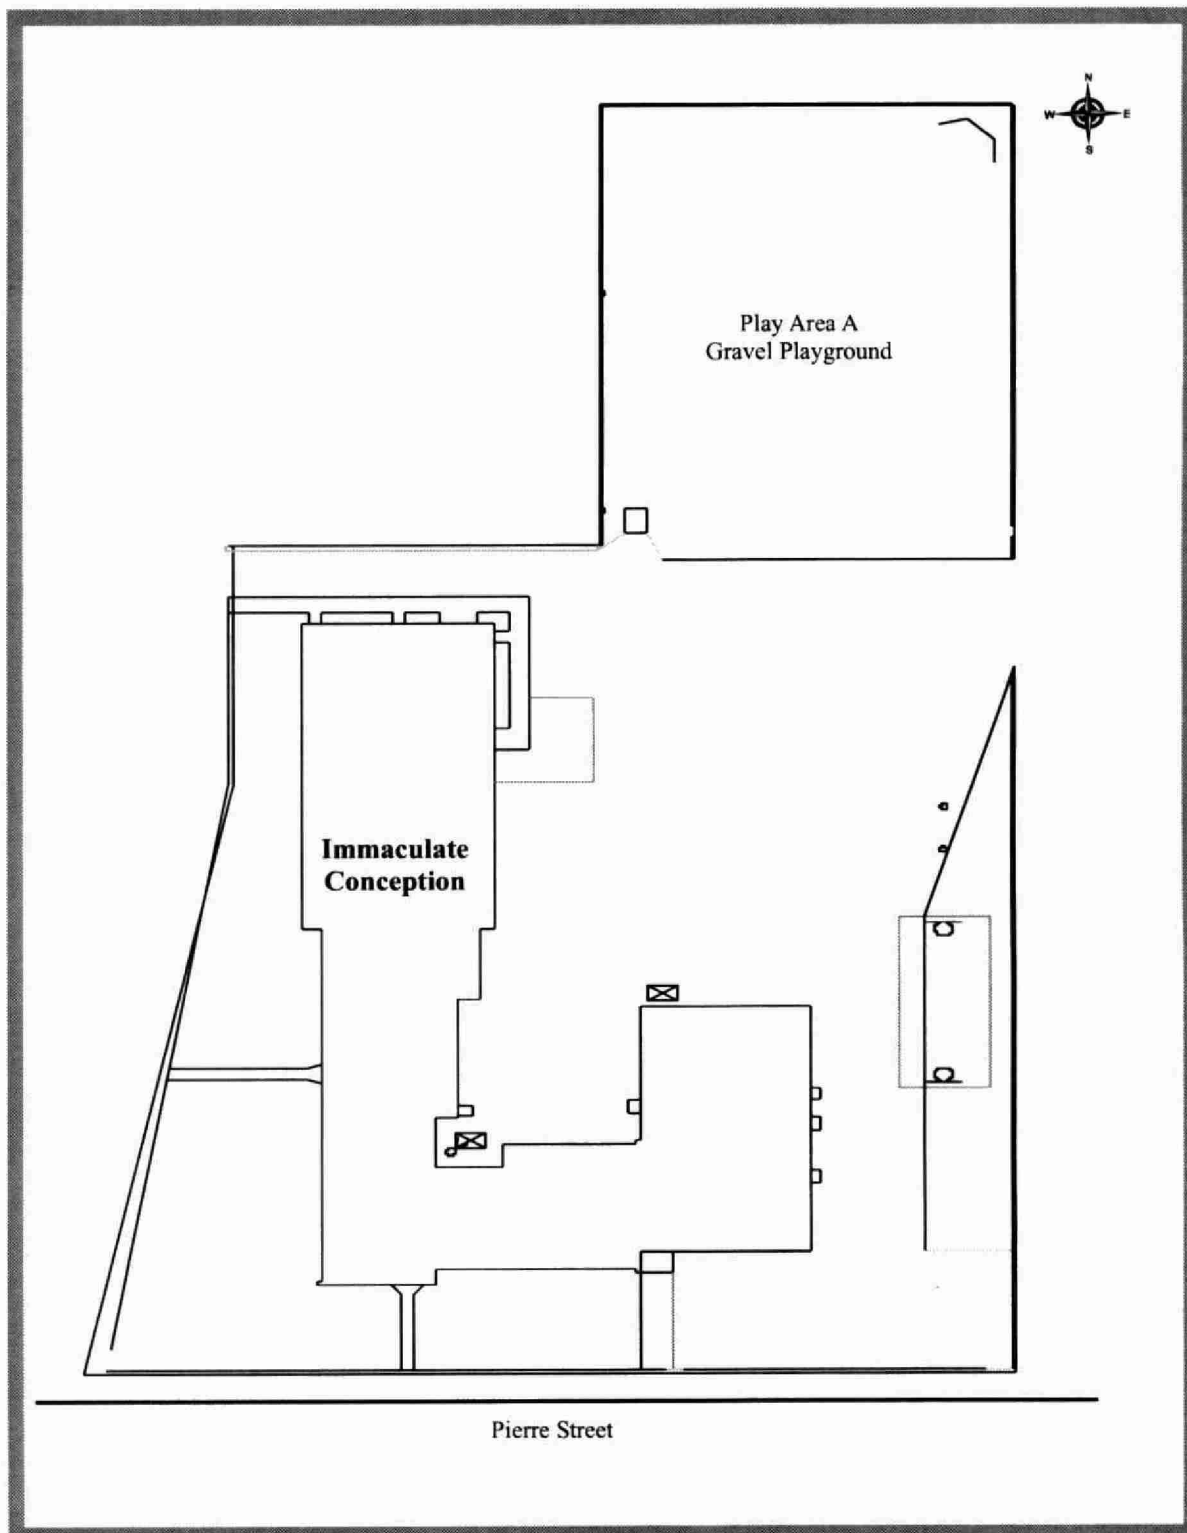 N
W E
S
Play Area A
Gravel Playground
Immaculate
Conception
Pierre Street